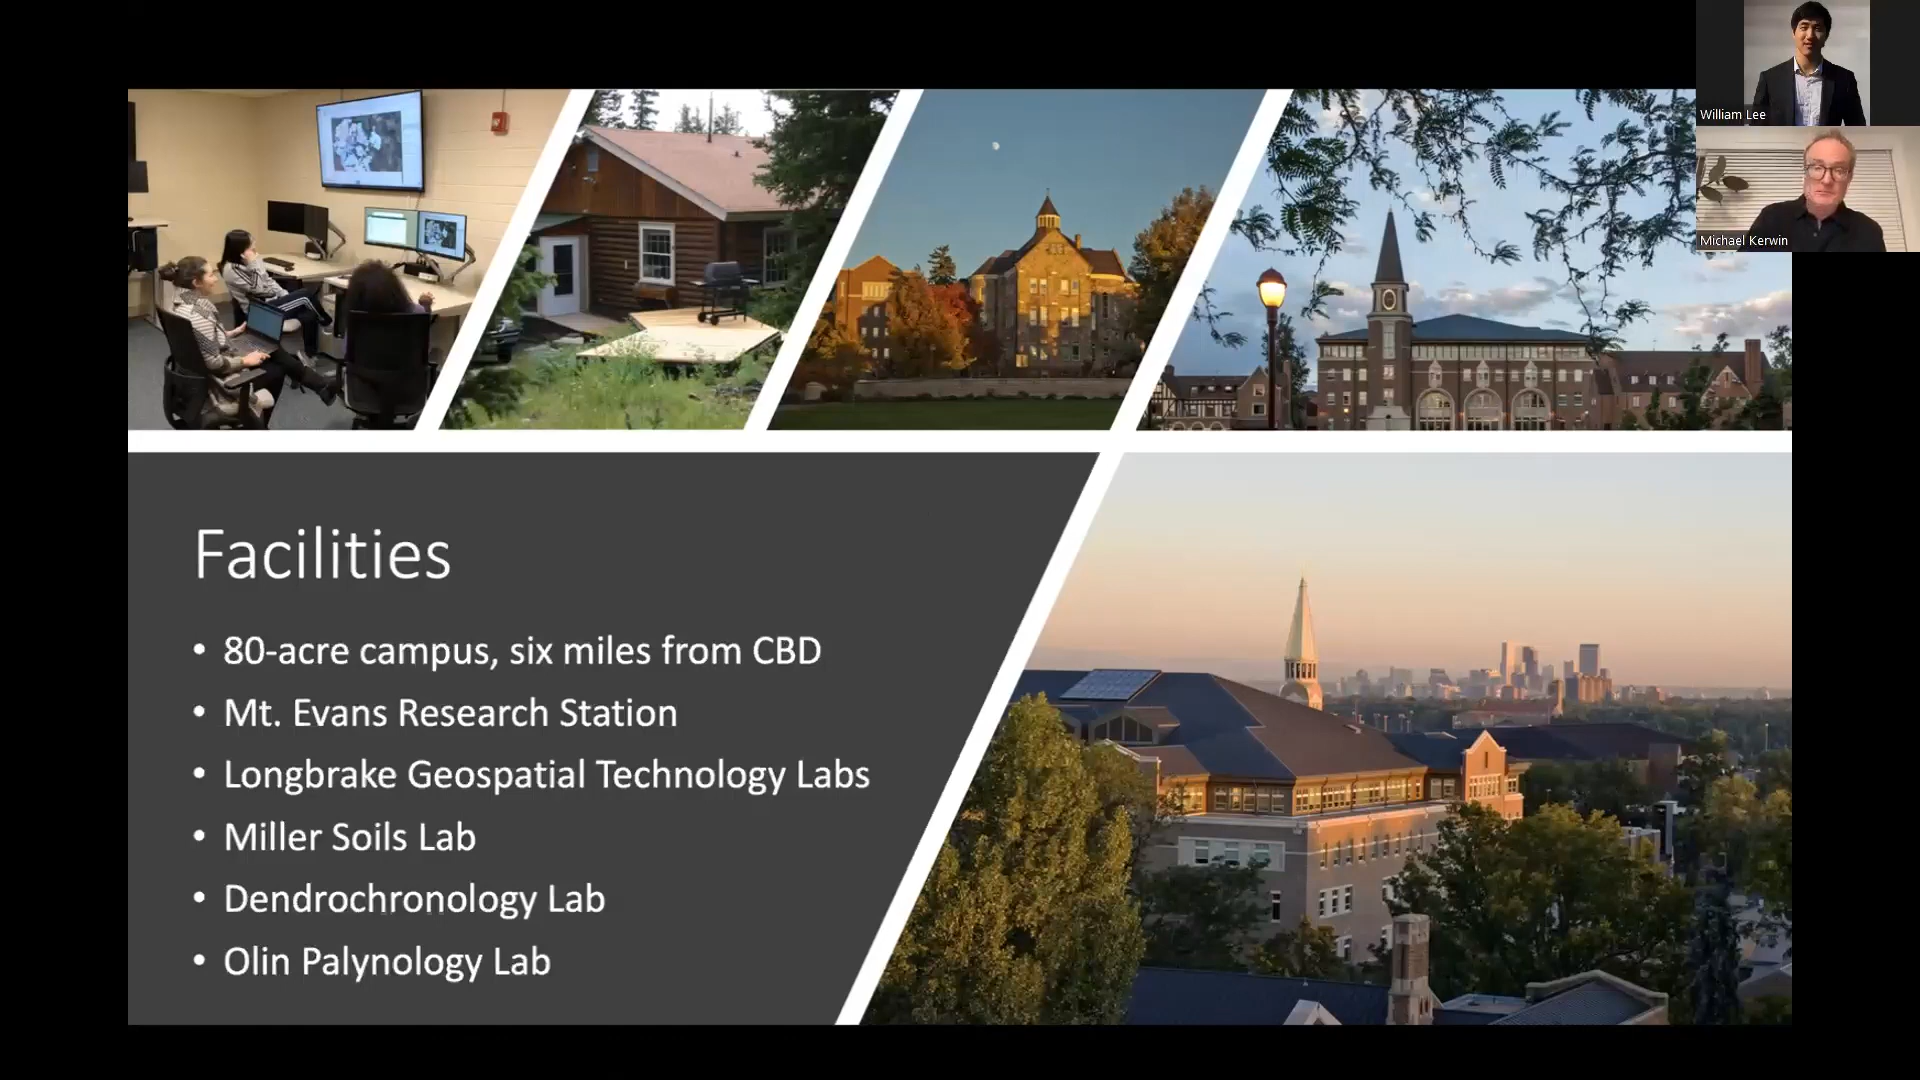 William Lee
Michael Kerwin
Facilities
• 80-acre campus, six miles from CBD
• Mt. Evans Research Station
• Longbrake Geospatial Technology Labs
• Miller Soils Lab
• Dendrochronology Lab
• Olin Palynology Lab